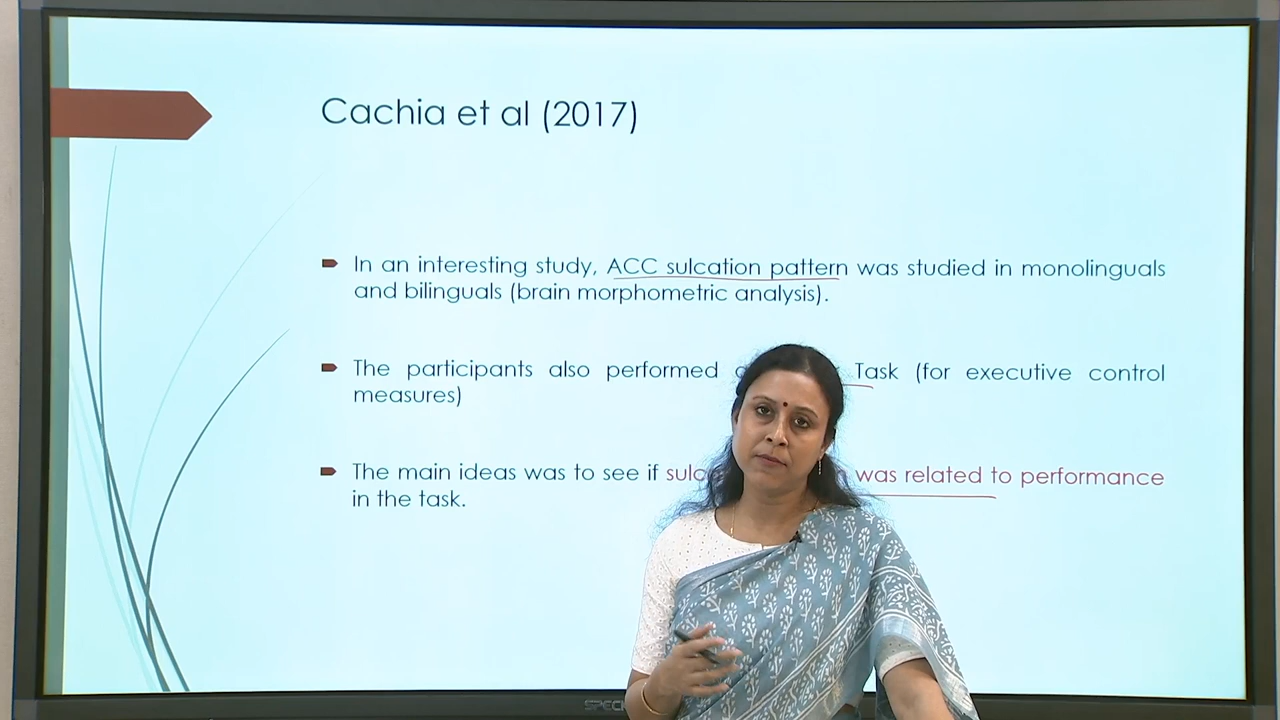 Cachia et al (2017)
In an interesting study, ACC sulcation pattern was studied in monolinguals
and bilinguals (brain morphometric analysis).
The participants also performed Task (for executive control
measures)
The main ideas was to see if was related to performance
in the task.